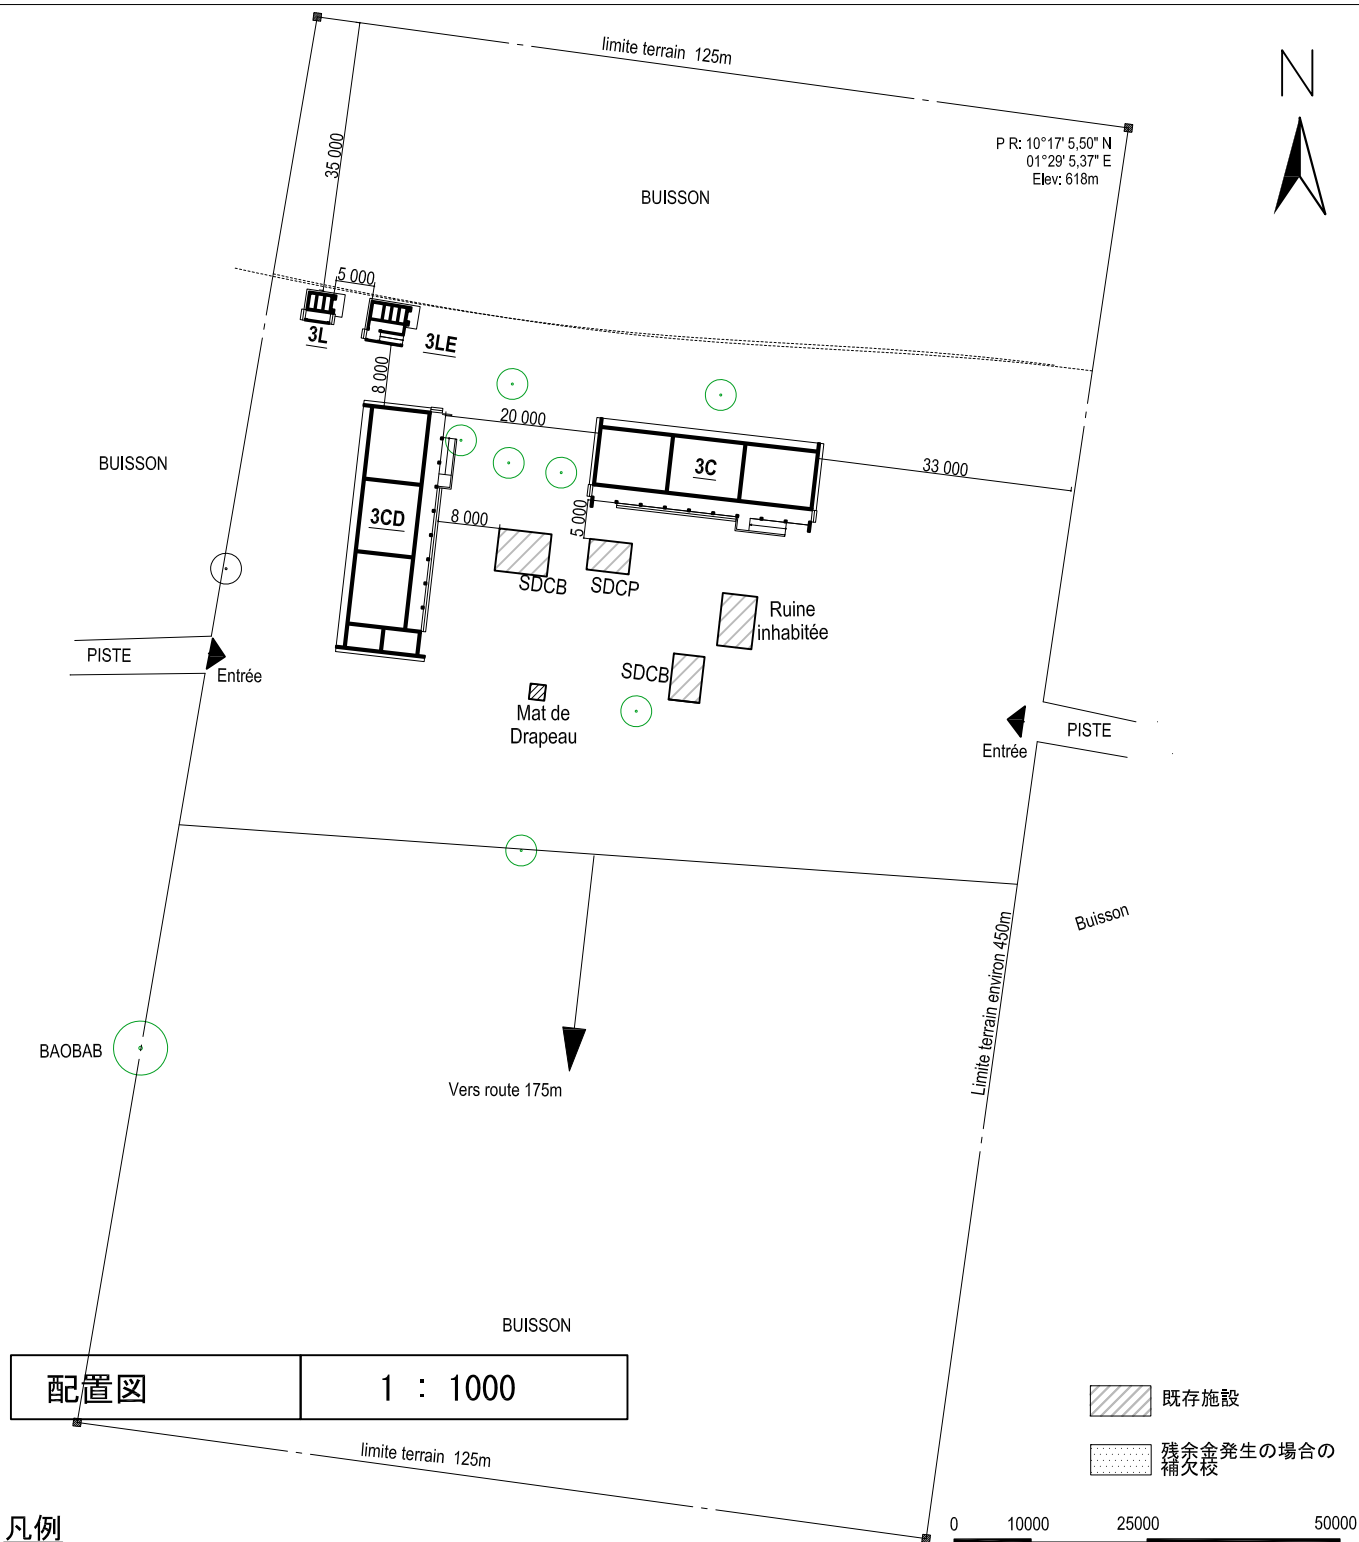 limite terrain 125m
N
P R: 10°17' 5,50" N
01°29' 5,37" E
Elev: 618m
35 000
BUISSON
5 000
3L
3LE
8 000
20 000
BUISSON
3C
33 000
3CD
8 000
5 000
SDCB
SDCP
Ruine
inhabitée
PISTE
Entrée
SDCB
Mat de
Drapeau
PISTE
Entrée
Buisson
Limite terrain environ 450m
BAOBAB
Vers route 175m
BUISSON
配置図
1 : 1000
既存施設
limite terrain 125m
残余金発生の場合の
補欠校
凡例
0 10000 25000 50000